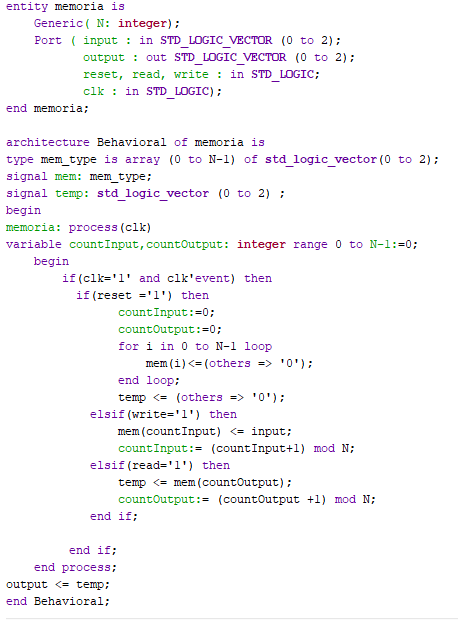 entity memoria is
    Generic( N: integer);
    Port ( input : in STD_LOGIC_VECTOR (0 to 2);
           output : out STD_LOGIC_VECTOR (0 to 2);
           reset, read, write : in STD_LOGIC;
           clk : in STD_LOGIC);
end memoria;

architecture Behavioral of memoria is
type mem_type is array (0 to N-1) of std_logic_vector(0 to 2);
signal mem: mem_type;
signal temp: std_logic_vector (0 to 2) ;
begin
memoria: process(clk)
variable countInput,countOutput: integer range 0 to N-1:=0;
    begin
        if(clk='1' and clk'event) then
          if(reset ='1') then
                countInput:=0;
                countOutput:=0;
                for i in 0 to N-1 loop
                    mem(i)<=(others => '0');
                end loop;
                temp <= (others => '0');
            elsif(write='1') then
                mem(countInput) <= input;
                countInput:= (countInput+1) mod N;
            elsif(read='1') then
                temp <= mem(countOutput);
                countOutput:= (countOutput +1) mod N;
            end if;

         end if;
    end process;
output <= temp;
end Behavioral;